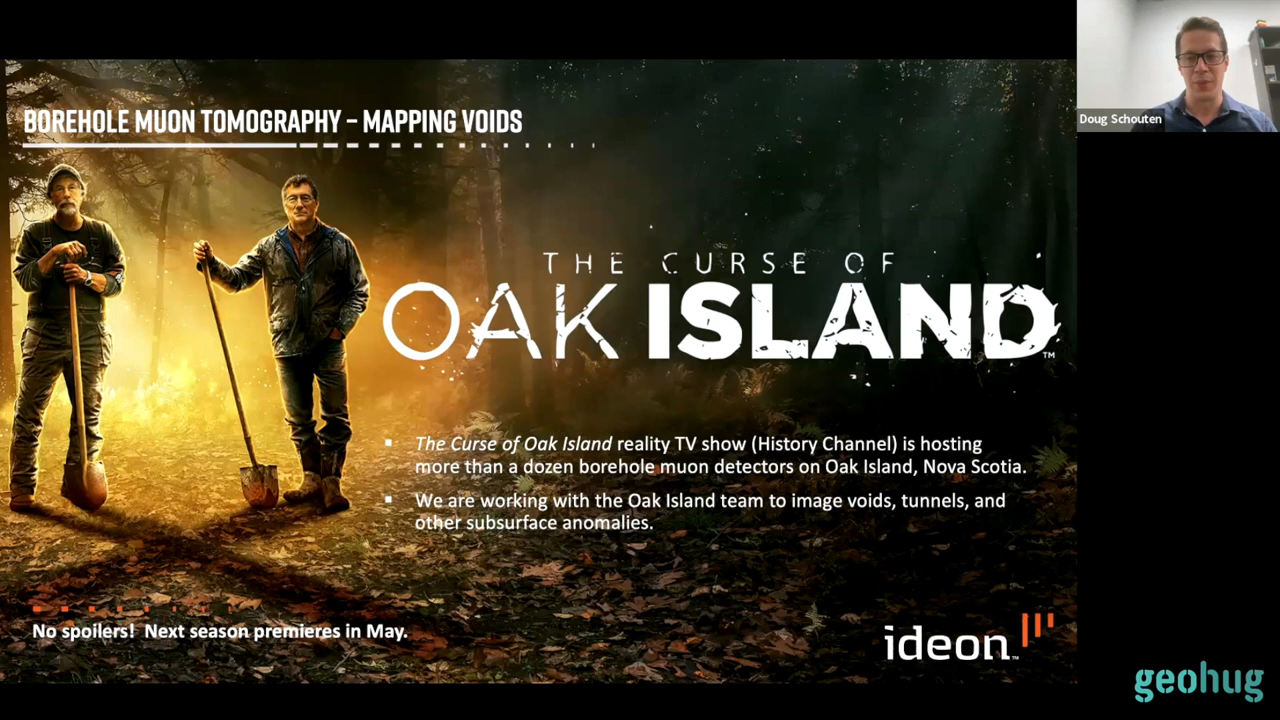 BOREHOLE MUON TOMOGRAPHY – MAPPING VOIDS
Doug Schouten
THE CURSE OF
OAK ISLAND™
▪ The Curse of Oak Island reality TV show (History Channel) is hosting
more than a dozen borehole muon detectors on Oak Island, Nova Scotia.
▪ We are working with the Oak Island team to image voids, tunnels, and
other subsurface anomalies.
No spoilers! Next season premieres in May.
ideon™
geohug